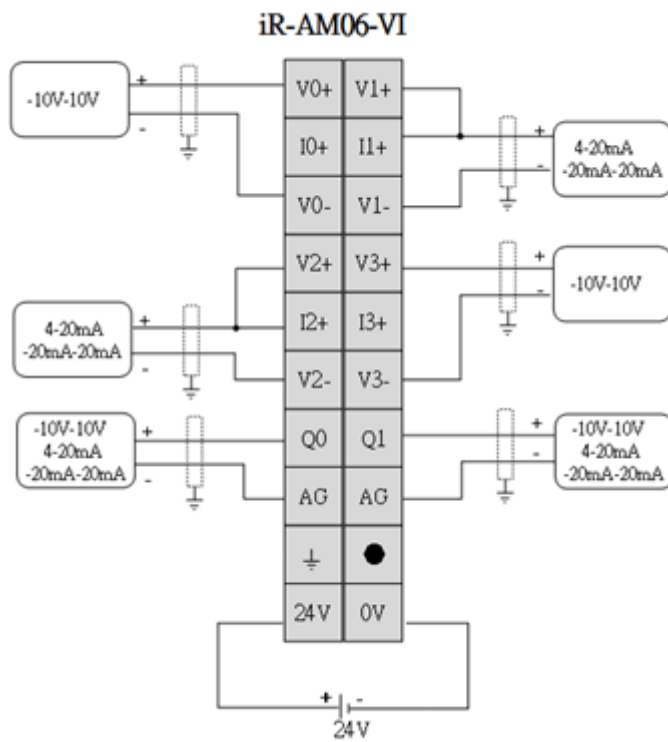 iR-AM06-VI
V0+ V1+
I0+ I1+
V0- V1-
V2+ V3+
I2+ I3+
V2- V3-
Q0 Q1
AG AG
24V 0V
+
-10V-10V
-
+
4-20mA
-20mA-20mA
-
+
4-20mA
-20mA-20mA
-
+
-10V-10V
-
+
-10V-10V
4-20mA
-20mA-20mA
-
+
-10V-10V
4-20mA
-20mA-20mA
-
+ -
24V